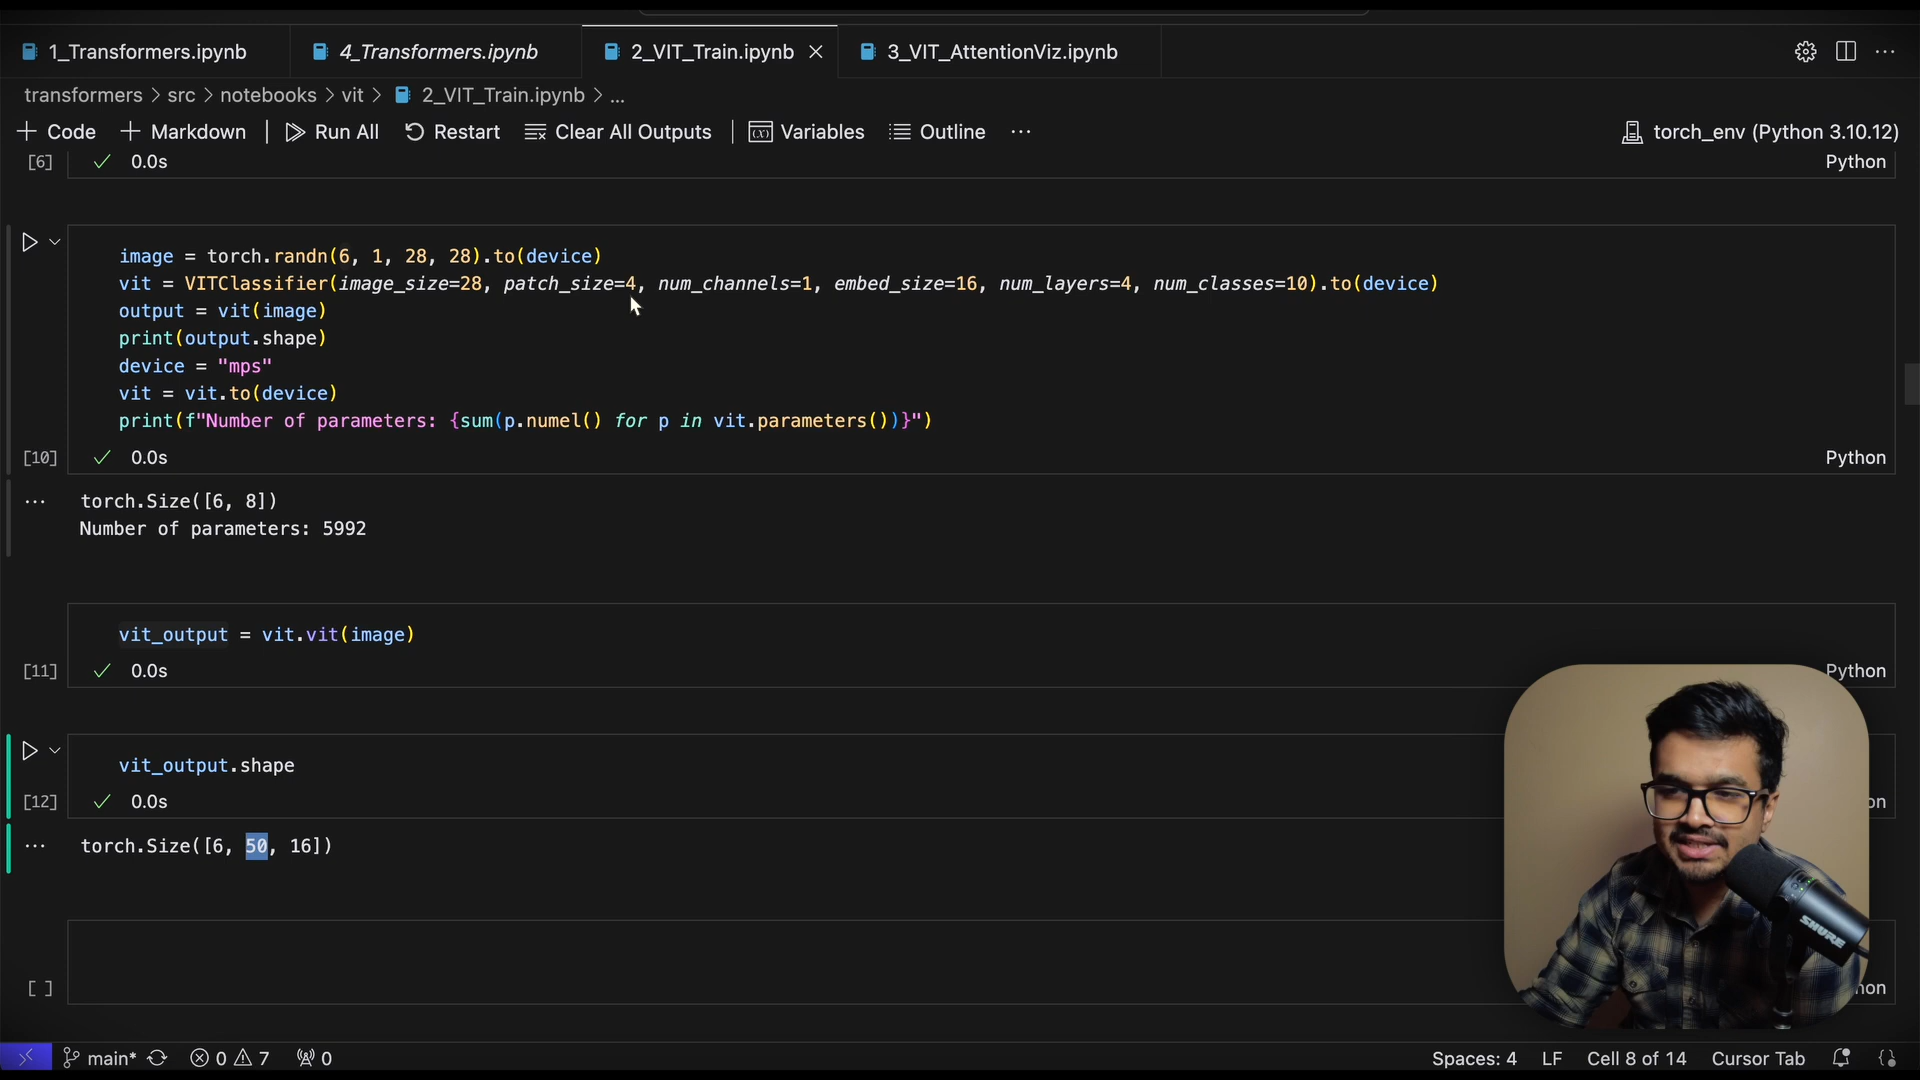 1_Transformers.ipynb 4_Transformers.ipynb 2_VIT_Train.ipynb 3_VIT_AttentionViz.ipynb ...
transformers > src > notebooks > vit > 2_VIT_Train.ipynb > ...
+ Code + Markdown | Run All Restart Clear All Outputs | Variables Outline ... torch_env (Python 3.10.12)
[6] 0.0s Python
image = torch.randn(6, 1, 28, 28).to(device)
vit = VITClassifier(image_size=28, patch_size=4, num_channels=1, embed_size=16, num_layers=4, num_classes=10).to(device)
output = vit(image)
print(output.shape)
device = "mps"
vit = vit.to(device)
print(f"Number of parameters: {sum(p.numel() for p in vit.parameters())}")
[10] 0.0s Python
... torch.Size([6, 8])
Number of parameters: 5992
vit_output = vit.vit(image)
[11] 0.0s Python
vit_output.shape
[12] 0.0s on
... torch.Size([6, 50, 16])
[ ] hon
SHURE
main* 0 7 0 Spaces: 4 LF Cell 8 of 14 Cursor Tab